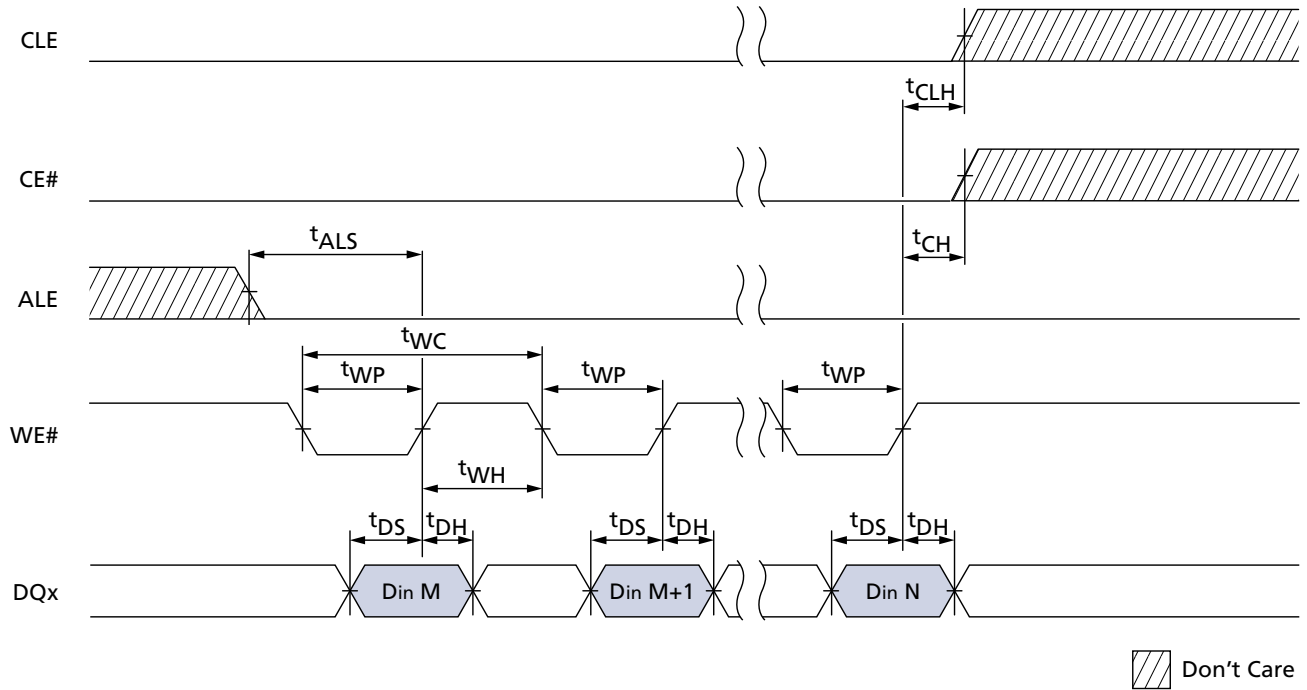 CLE
tCLH
CE#
tALS
tCH
ALE
tWC
tWP
tWP
tWP
WE#
tWH
tDS
tDH
tDS
tDH
tDS
tDH
DQx
Din M
Din M+1
Din N
Don't Care